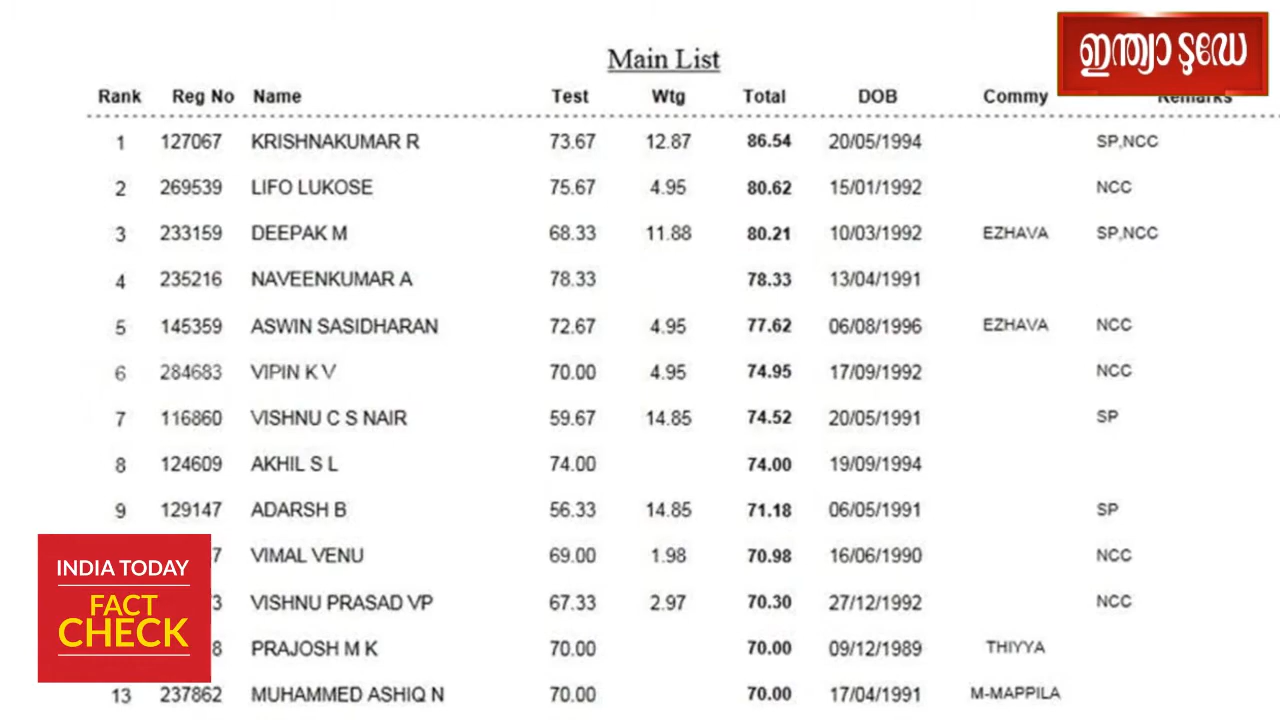 ഇന്ത്യാ ടുഡേ
Main List
Rank Reg No Name Test Wtg Total DOB Commy Remarks
1 127067 KRISHNAKUMAR R 73.67 12.87 86.54 20/05/1994 SP,NCC
2 269539 LIFO LUKOSE 75.67 4.95 80.62 15/01/1992 NCC
3 233159 DEEPAK M 68.33 11.88 80.21 10/03/1992 EZHAVA SP,NCC
4 235216 NAVEENKUMAR A 78.33 78.33 13/04/1991
5 145359 ASWIN SASIDHARAN 72.67 4.95 77.62 06/08/1996 EZHAVA NCC
6 284683 VIPIN K V 70.00 4.95 74.95 17/09/1992 NCC
7 116860 VISHNU C S NAIR 59.67 14.85 74.52 20/05/1991 SP
8 124609 AKHIL S L 74.00 74.00 19/09/1994
9 129147 ADARSH B 56.33 14.85 71.18 06/05/1991 SP
7 VIMAL VENU 69.00 1.98 70.98 16/06/1990 NCC
3 VISHNU PRASAD VP 67.33 2.97 70.30 27/12/1992 NCC
8 PRAJOSH M K 70.00 70.00 09/12/1989 THIYYA
13 237862 MUHAMMED ASHIQ N 70.00 70.00 17/04/1991 M-MAPPILA
INDIA TODAY
FACT
CHECK